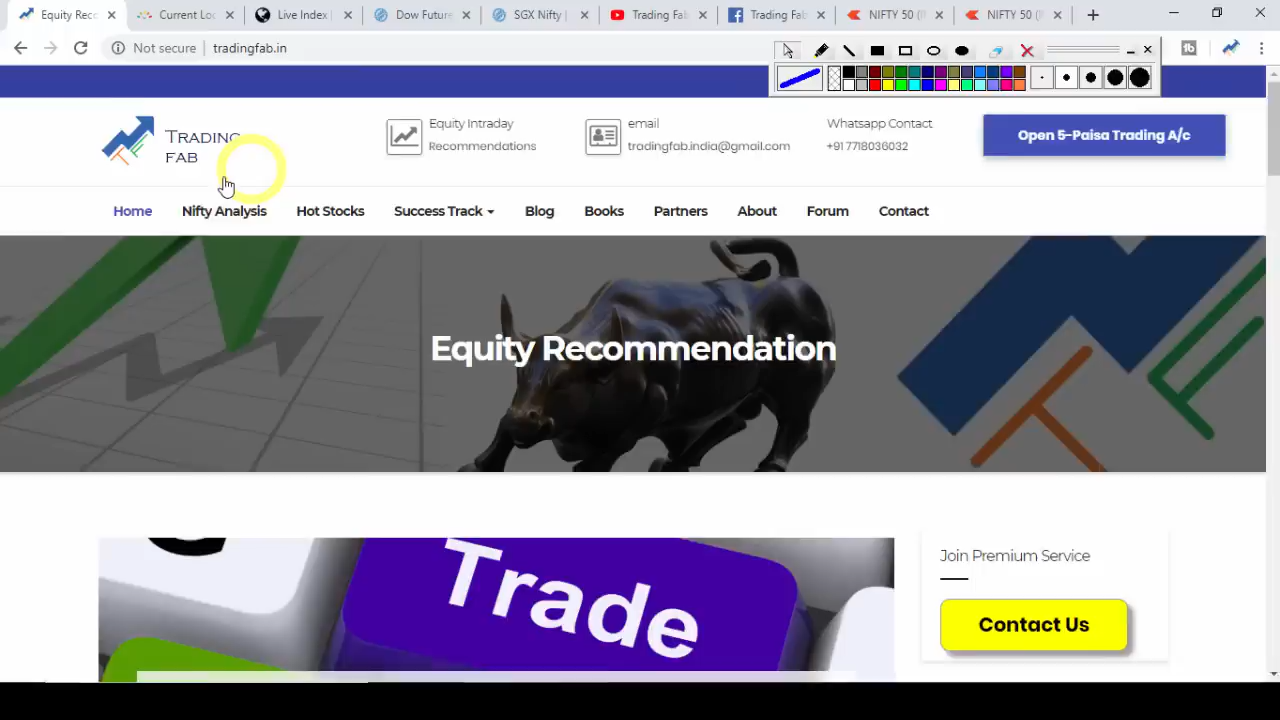 Equity Reco
Current Lo
Live Index |
Dow Future
SGX Nifty |
Trading Fab
Trading Fab
NIFTY 50 (F
NIFTY 50 (F
Not secure
tradingfab.in
TRADING
FAB
Equity Intraday
Recommendations
email
tradingfab.india@gmail.com
Whatsapp Contact
+91 7718036032
Open 5-Paisa Trading A/c
Home
Nifty Analysis
Hot Stocks
Success Track
Blog
Books
Partners
About
Forum
Contact
Equity Recommendation
Trade
Join Premium Service
Contact Us